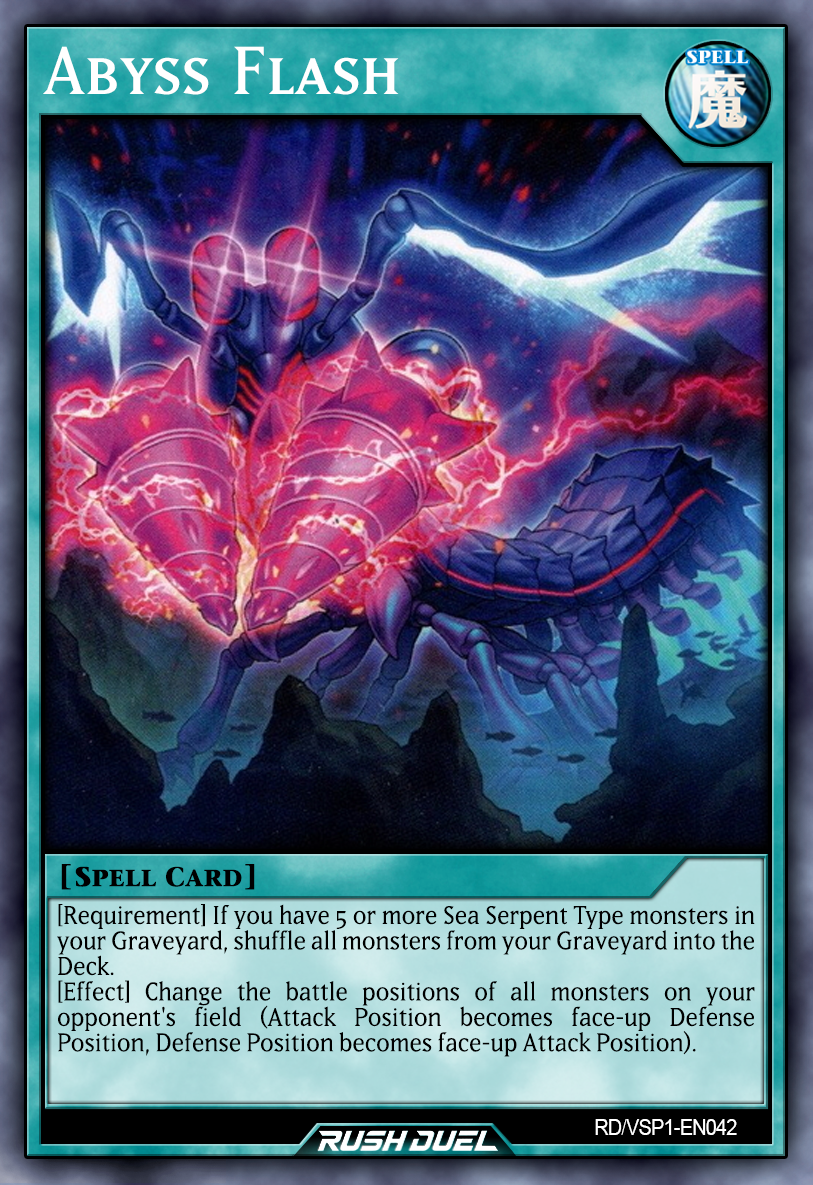 Abyss Flash
SPELL
魔
[Spell Card]
[Requirement] If you have 5 or more Sea Serpent Type monsters in
your Graveyard, shuffle all monsters from your Graveyard into the
Deck.
[Effect] Change the battle positions of all monsters on your
opponent's field (Attack Position becomes face-up Defense
Position, Defense Position becomes face-up Attack Position).
RD/VSP1-EN042
RUSH DUEL